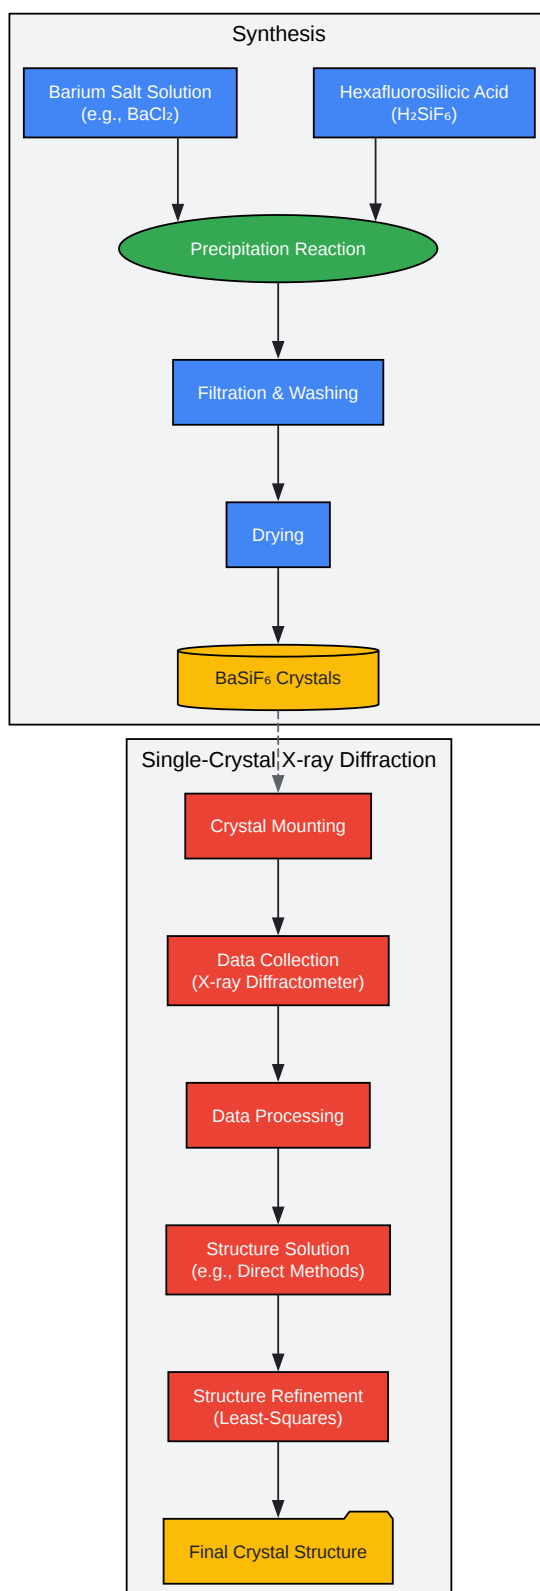 Synthesis
Barium Salt Solution
(e.g., BaCl₂)
Hexafluorosilicic Acid
(H₂SiF₆)
Precipitation Reaction
Filtration & Washing
Drying
BaSiF₆ Crystals
Single-Crystal X-ray Diffraction
Crystal Mounting
Data Collection
(X-ray Diffractometer)
Data Processing
Structure Solution
(e.g., Direct Methods)
Structure Refinement
(Least-Squares)
Final Crystal Structure